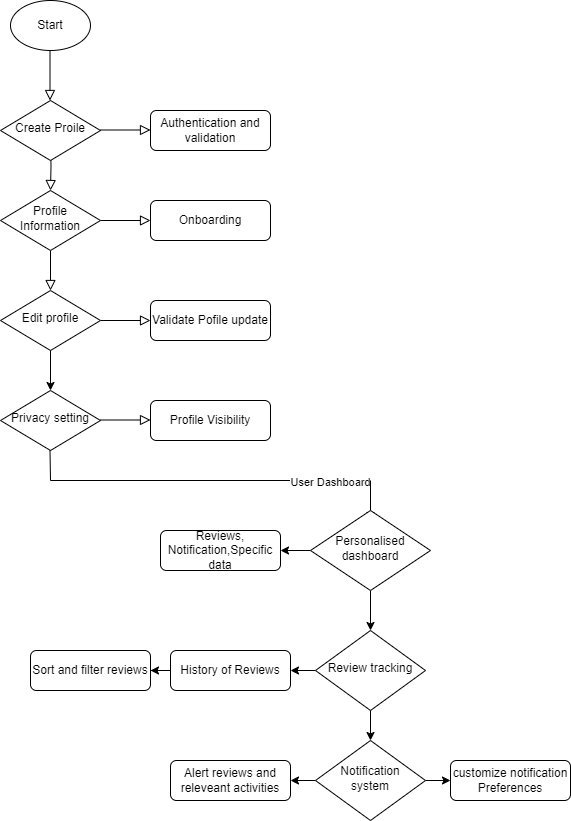 Start
Create Proile
Authentication and
validation
Profile
Information
Onboarding
Edit profile
Validate Pofile update
Privacy setting
Profile Visibility
User Dashboard
Personalised
dashboard
Reviews,
Notification,Specific
data
Review tracking
History of Reviews
Sort and filter reviews
Notification
system
Alert reviews and
releveant activities
customize notification
Preferences